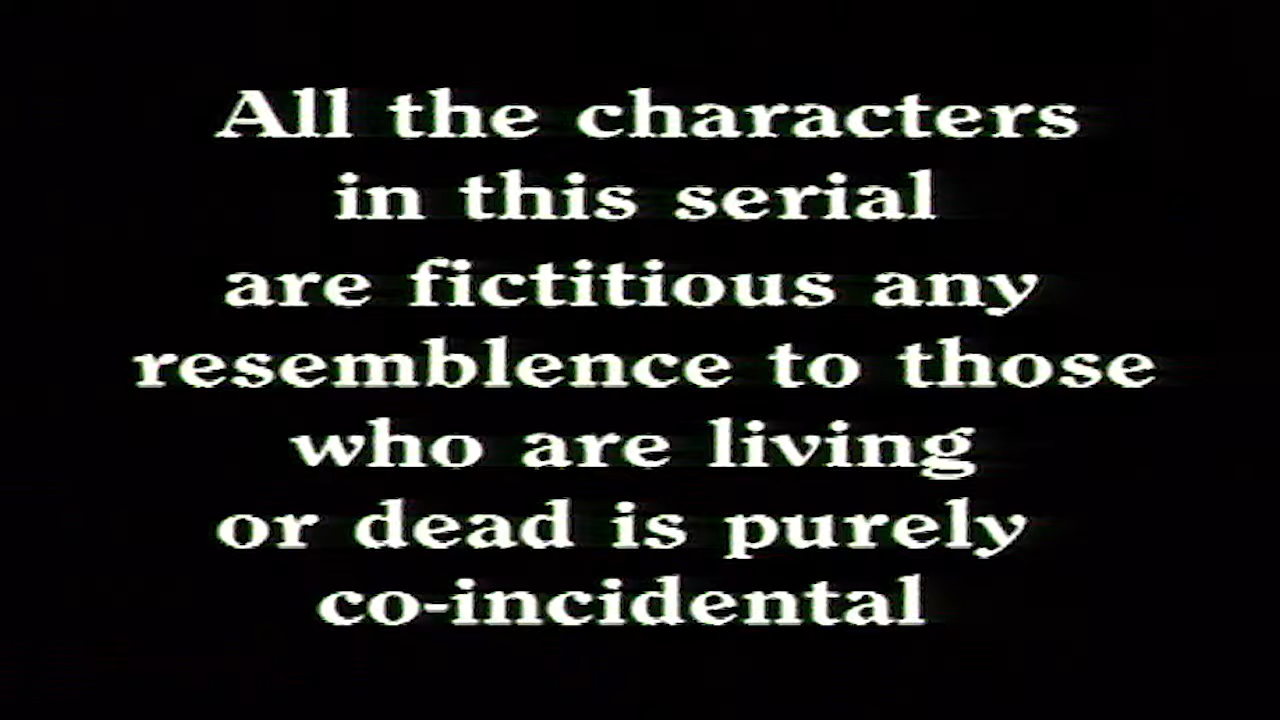 All the characters
in this serial
are fictitious any
resemblence to those
who are living
or dead is purely
co-incidental